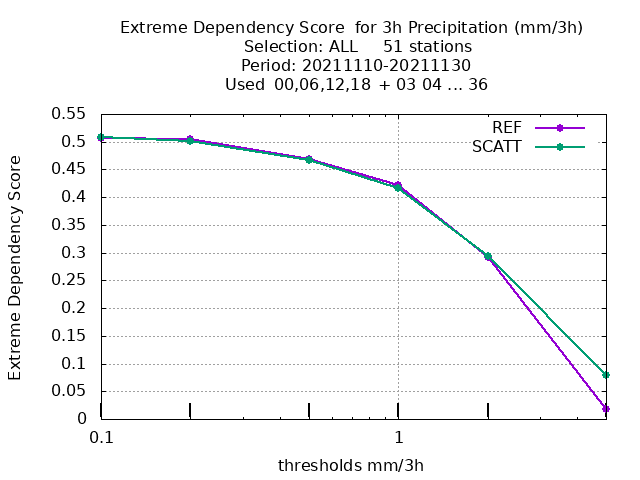 Extreme Dependency Score  for 3h Precipitation (mm/3h)
Selection: ALL     51 stations
Period: 20211110-20211130
Used  00,06,12,18  + 03 04 ... 36
REF
SCATT
Extreme Dependency Score
0.55
0.5
0.45
0.4
0.35
0.3
0.25
0.2
0.15
0.1
0.05
0
0.1
1
thresholds mm/3h